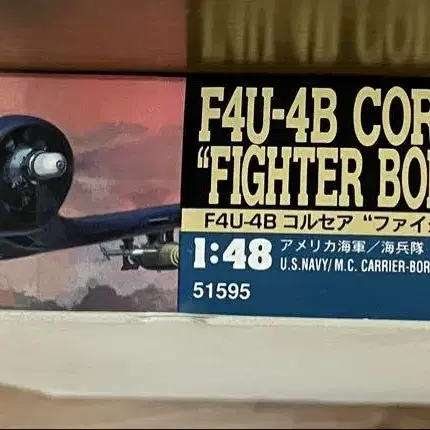 F4U-4B COR
"FIGHTER BO
F4U-4B コルセア "ファイ
1:48 アメリカ海軍/海兵隊
U.S.NAVY/M.C. CARRIER-BOR
51595